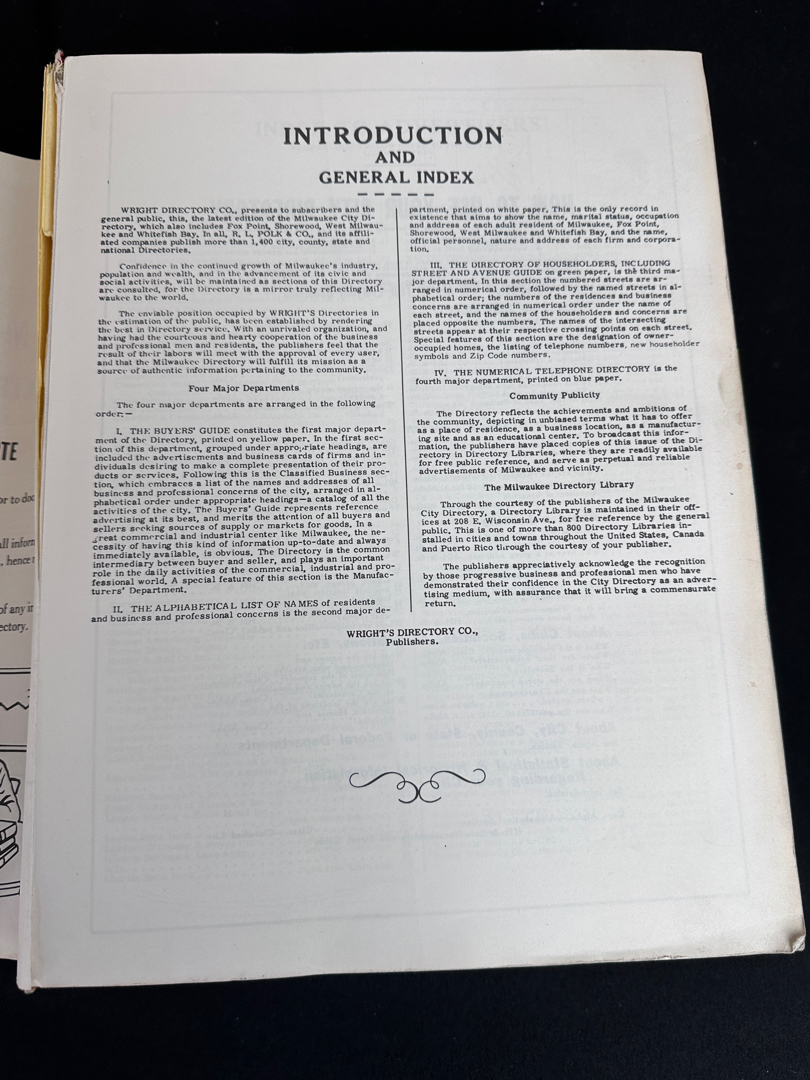 INTRODUCTION
AND
GENERAL INDEX
WRIGHT DIRECTORY CO., presents to subscribers and the
general public, this, the latest edition of the Milwaukee City Di-
rectory, which also includes Fox Point, Shorewood, West Milwau-
kee and Whitefish Bay. In all, R. L. POLK & CO., and its affili-
ated companies publish more than 1,400 city, county, state and
national Directories.
Confidence in the continued growth of Milwaukee's industry,
population and wealth, and in the advancement of its civic and
social activities, will be maintained as sections of this Directory
are consulted, for the Directory is a mirror truly reflecting Mil-
waukee to the world.
The enviable position occupied by WRIGHT'S Directories in
the estimation of the public, has been established by rendering
the best in Directory service. With an unrivaled organization, and
having had the courteous and hearty cooperation of the business
and professional men and residents, the publishers feel that the
result of their labors will meet with the approval of every user,
and that the Milwaukee Directory will fulfill its mission as a
source of authentic information pertaining to the community.
Four Major Departments
The four major departments are arranged in the following
order:—
I. THE BUYERS' GUIDE constitutes the first major depart-
ment of the Directory, printed on yellow paper. In the first sec-
tion of this department, grouped under appropriate headings, are
included the advertisements and business cards of firms and in-
dividuals desiring to make a complete presentation of their pro-
ducts or services. Following this is the Classified Business sec-
tion, which embraces a list of the names and addresses of all
business and professional concerns of the city, arranged in al-
phabetical order under appropriate headings—a catalog of all the
activities of the city. The Buyers' Guide represents reference
advertising at its best, and merits the attention of all buyers and
sellers seeking sources of supply or markets for goods. In a
great commercial and industrial center like Milwaukee, the ne-
cessity of having this kind of information up-to-date and always
immediately available, is obvious. The Directory is the common
intermediary between buyer and seller, and plays an important
role in the daily activities of the commercial, industrial and pro-
fessional world. A special feature of this section is the Manufac-
turers' Department.
II. THE ALPHABETICAL LIST OF NAMES of residents
and business and professional concerns is the second major de-
partment, printed on white paper. This is the only record in
existence that aims to show the name, marital status, occupation
and address of each adult resident of Milwaukee, Fox Point,
Shorewood, West Milwaukee and Whitefish Bay, and the name,
official personnel, nature and address of each firm and corpora-
tion.
III. THE DIRECTORY OF HOUSEHOLDERS, INCLUDING
STREET AND AVENUE GUIDE on green paper, is the third ma-
jor department. In this section the numbered streets are ar-
ranged in numerical order, followed by the named streets in al-
phabetical order; the numbers of the residences and business
concerns are arranged in numerical order under the name of
each street, and the names of the householders and concerns are
placed opposite the numbers. The names of the intersecting
streets appear at their respective crossing points on each street.
Special features of this section are the designation of owner-
occupied homes, the listing of telephone numbers, new householder
symbols and Zip Code numbers.
IV. THE NUMERICAL TELEPHONE DIRECTORY is the
fourth major department, printed on blue paper.
Community Publicity
The Directory reflects the achievements and ambitions of
the community, depicting in unbiased terms what it has to offer
as a place of residence, as a business location, as a manufactur-
ing site and as an educational center. To broadcast this infor-
mation, the publishers have placed copies of this issue of the Di-
rectory in Directory Libraries, where they are readily available
for free public reference, and serve as perpetual and reliable
advertisements of Milwaukee and vicinity.
The Milwaukee Directory Library
Through the courtesy of the publishers of the Milwaukee
City Directory, a Directory Library is maintained in their off-
ices at 208 E. Wisconsin Ave., for free reference by the general
public. This is one of more than 800 Directory Libraries in-
stalled in cities and towns throughout the United States, Canada
and Puerto Rico through the courtesy of your publisher.
The publishers appreciatively acknowledge the recognition
by those progressive business and professional men who have
demonstrated their confidence in the City Directory as an adver-
tising medium, with assurance that it will bring a commensurate
return.
WRIGHT'S DIRECTORY CO.,
Publishers.